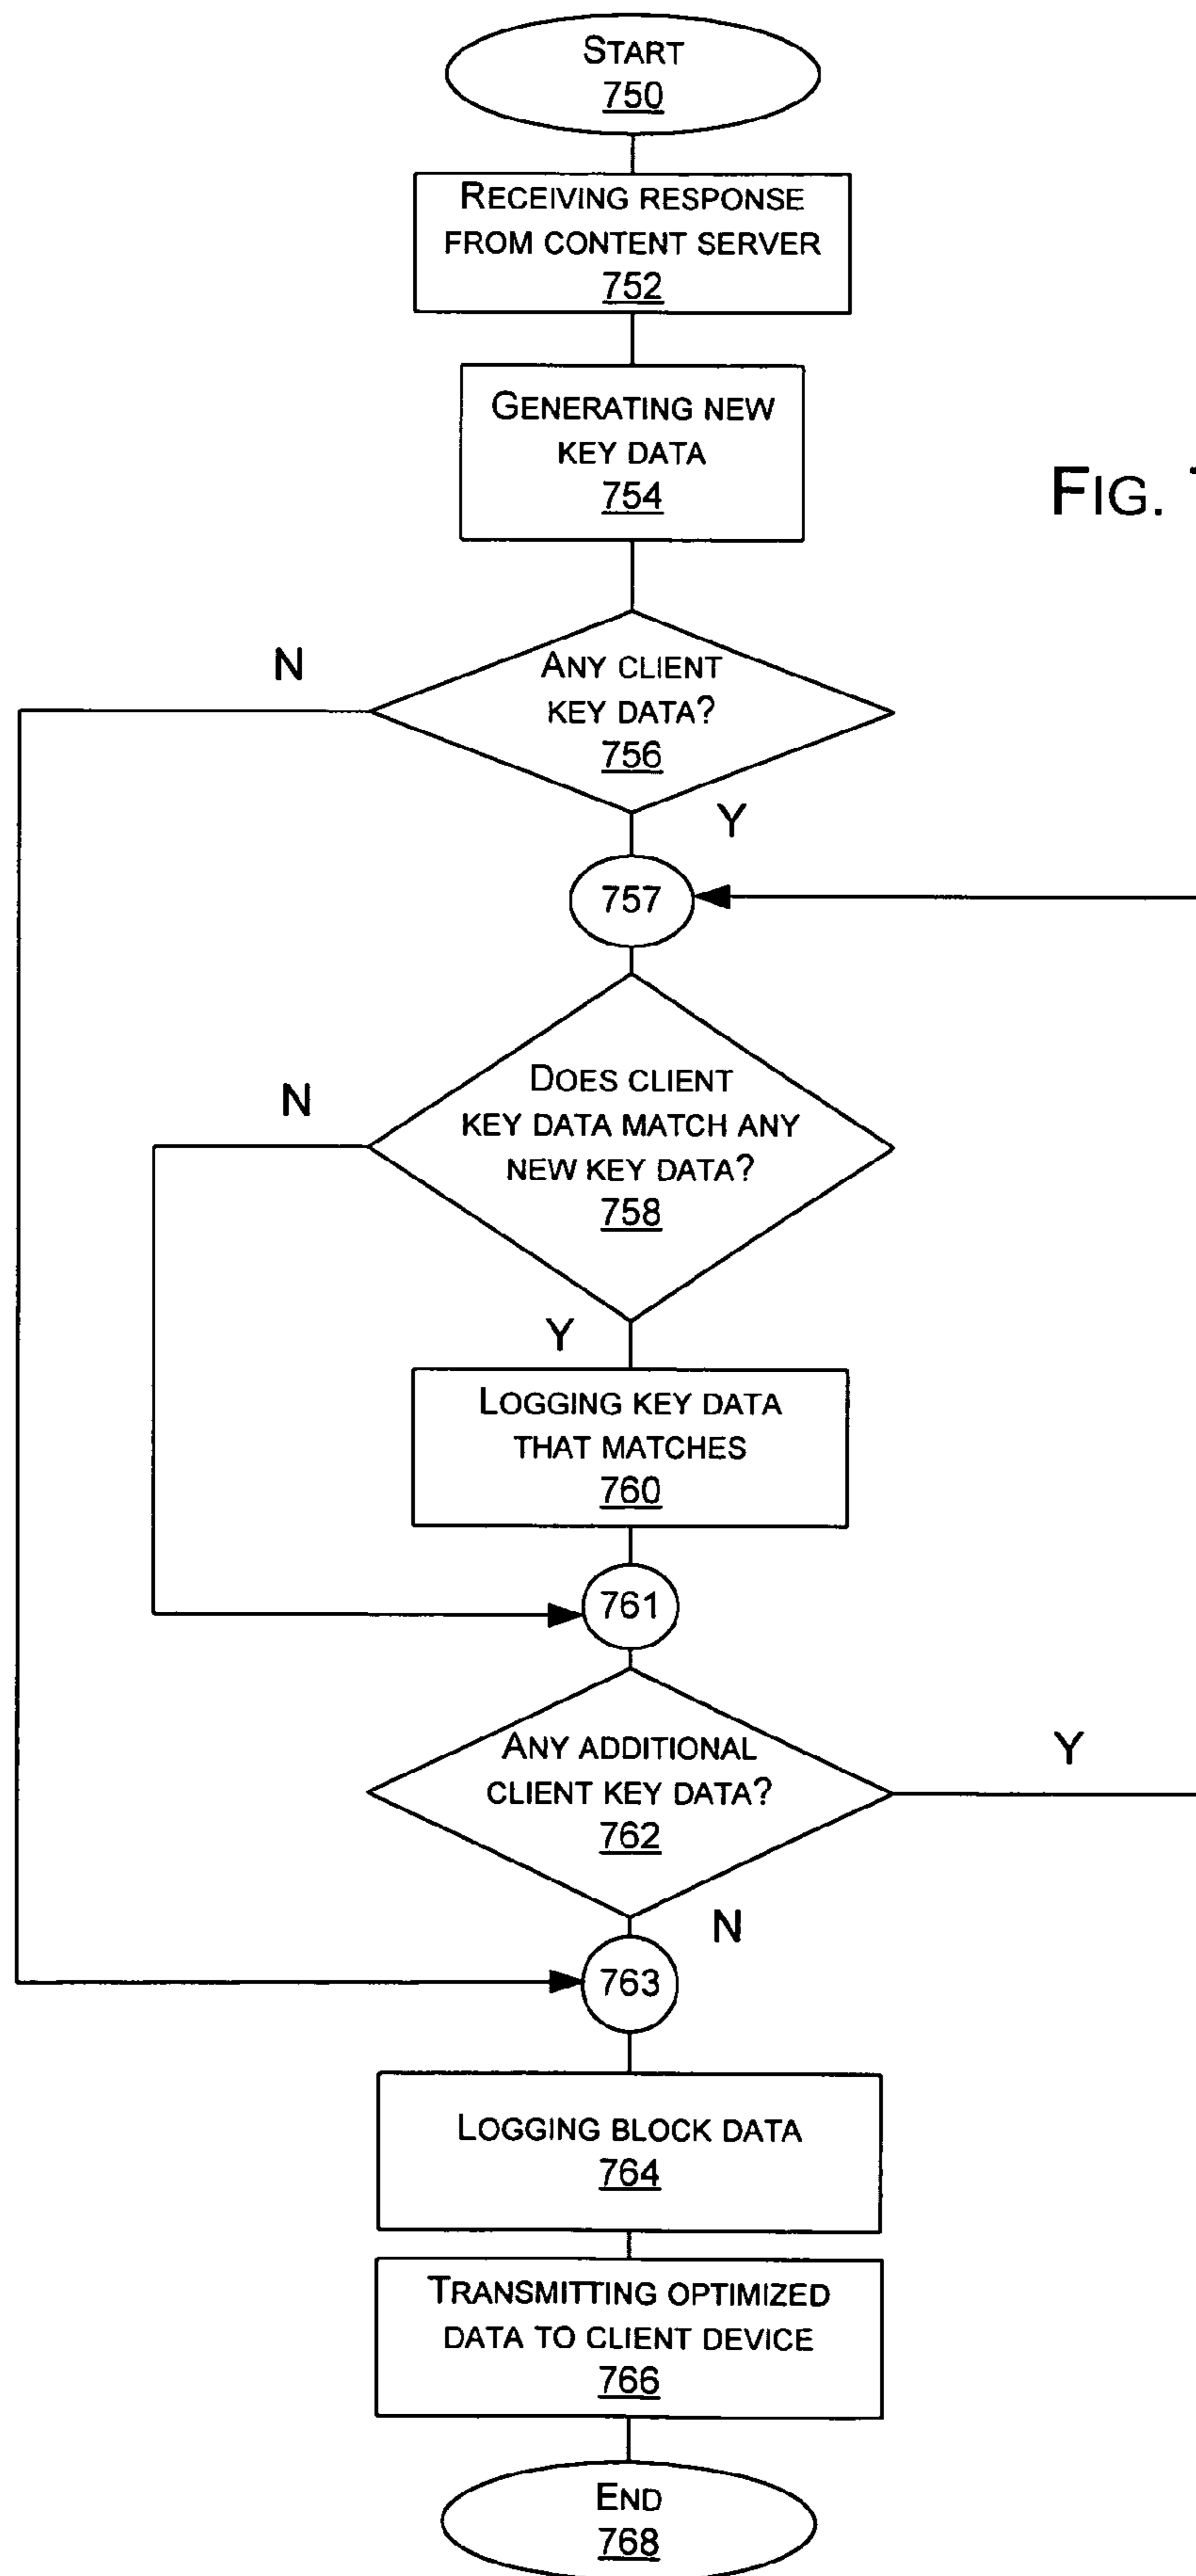 START
750
RECEIVING RESPONSE
FROM CONTENT SERVER
752
GENERATING NEW
KEY DATA
754
FIG.
N
ANY CLIENT
KEY DATA?
756
Y
757
N
DOES CLIENT
KEY DATA MATCH ANY
NEW KEY DATA?
758
Y
LOGGING KEY DATA
THAT MATCHES
760
761
ANY ADDITIONAL
CLIENT KEY DATA?
762
Y
N
763
LOGGING BLOCK DATA
764
TRANSMITTING OPTIMIZED
DATA TO CLIENT DEVICE
766
END
768